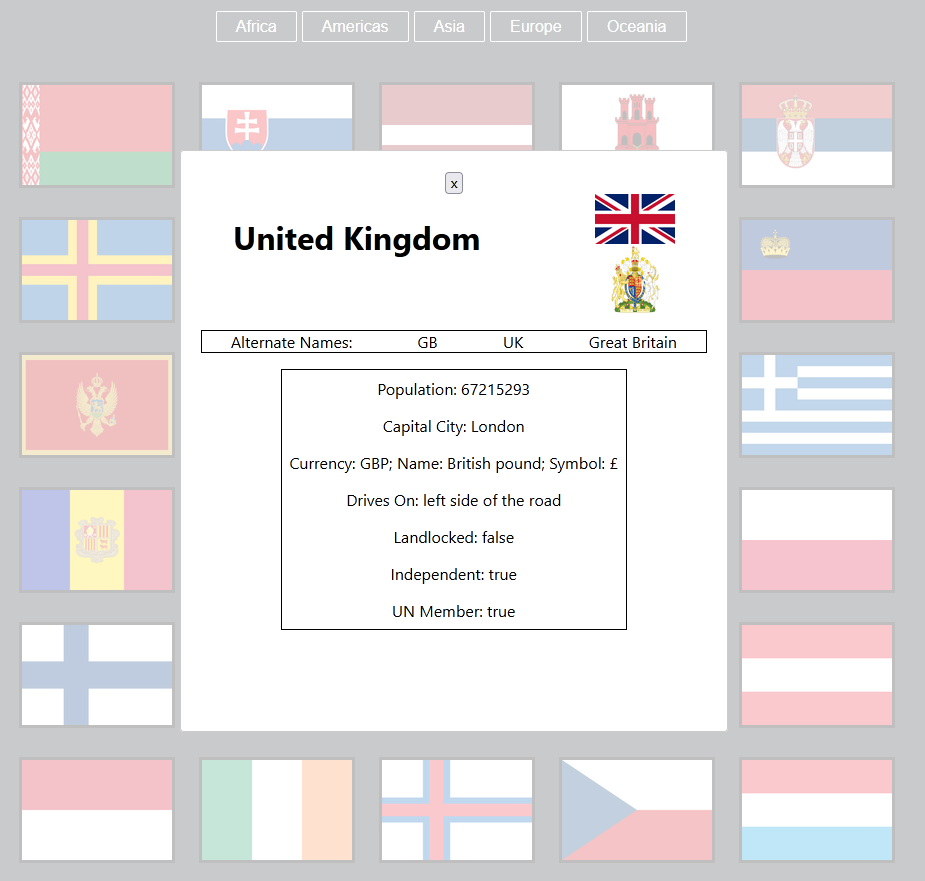 Africa Americas Asia Europe Oceania
x
United Kingdom
Alternate Names: GB UK Great Britain
Population: 67215293
Capital City: London
Currency: GBP; Name: British pound; Symbol: £
Drives On: left side of the road
Landlocked: false
Independent: true
UN Member: true